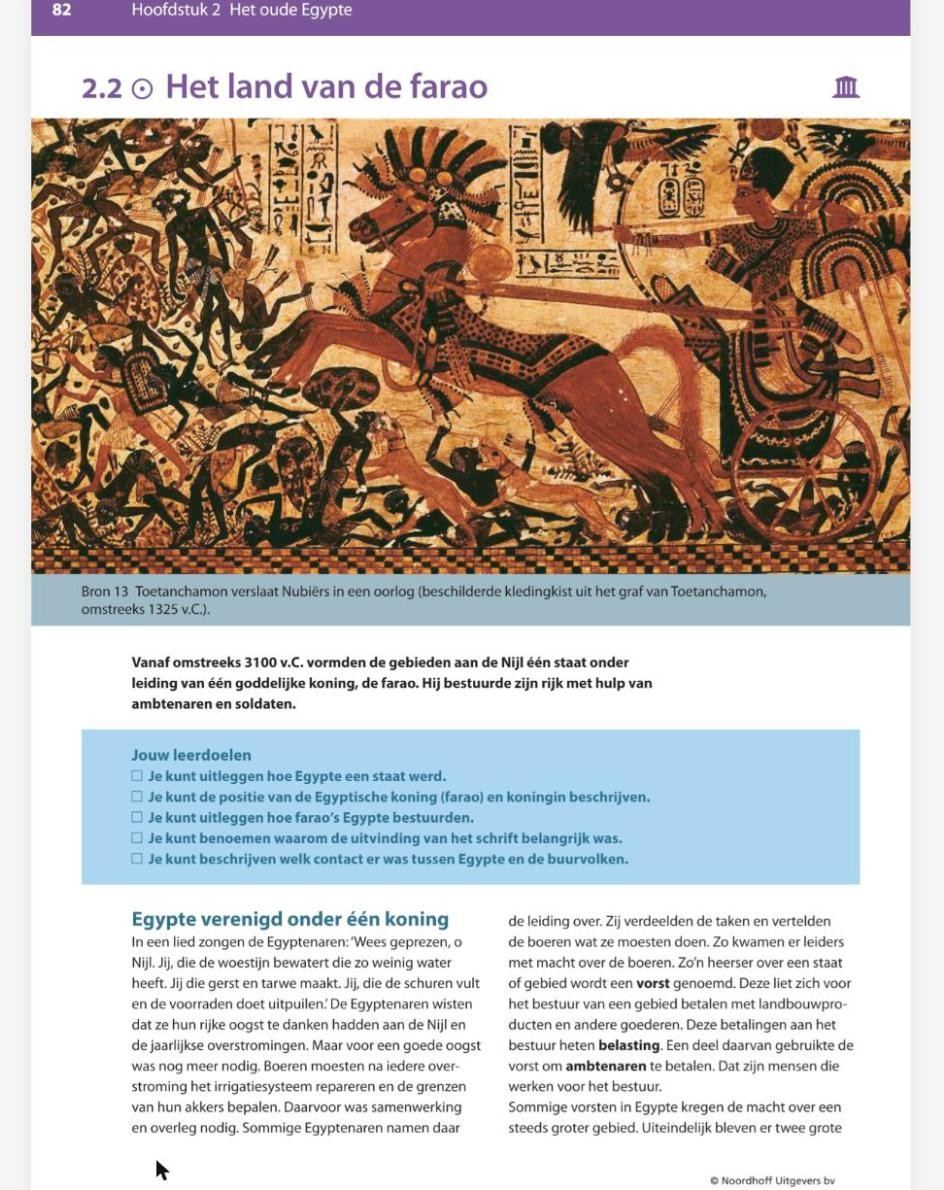 82 Hoofdstuk 2 Het oude Egypte
2.2 Het land van de farao
Bron 13 Toetanchamon verslaat Nubiërs in een oorlog (beschilderde kledingkist uit het graf van Toetanchamon,
omstreeks 1325 v.C.).
Vanaf omstreeks 3100 v.C. vormden de gebieden aan de Nijl één staat onder
leiding van één goddelijke koning, de farao. Hij bestuurde zijn rijk met hulp van
ambtenaren en soldaten.
Jouw leerdoelen
☐ Je kunt uitleggen hoe Egypte een staat werd.
☐ Je kunt de positie van de Egyptische koning (farao) en koningin beschrijven.
☐ Je kunt uitleggen hoe farao's Egypte bestuurden.
☐ Je kunt benoemen waarom de uitvinding van het schrift belangrijk was.
☐ Je kunt beschrijven welk contact er was tussen Egypte en de buurvolken.
Egypte verenigd onder één koning
In een lied zongen de Egyptenaren: 'Wees geprezen, o
Nijl. Jij, die de woestijn bewatert die zo weinig water
heeft. Jij die gerst en tarwe maakt. Jij, die de schuren vult
en de voorraden doet uitpuilen.' De Egyptenaren wisten
dat ze hun rijke oogst te danken hadden aan de Nijl en
de jaarlijkse overstromingen. Maar voor een goede oogst
was nog meer nodig. Boeren moesten na iedere over-
stroming het irrigatiesysteem repareren en de grenzen
van hun akkers bepalen. Daarvoor was samenwerking
en overleg nodig. Sommige Egyptenaren namen daar
de leiding over. Zij verdeelden de taken en vertelden
de boeren wat ze moesten doen. Zo kwamen er leiders
met macht over de boeren. Zo'n heerser over een staat
of gebied wordt een vorst genoemd. Deze liet zich voor
het bestuur van een gebied betalen met landbouwpro-
ducten en andere goederen. Deze betalingen aan het
bestuur heten belasting. Een deel daarvan gebruikte de
vorst om ambtenaren te betalen. Dat zijn mensen die
werken voor het bestuur.
Sommige vorsten in Egypte kregen de macht over een
steeds groter gebied. Uiteindelijk bleven er twee grote
© Noordhoff Uitgevers bv